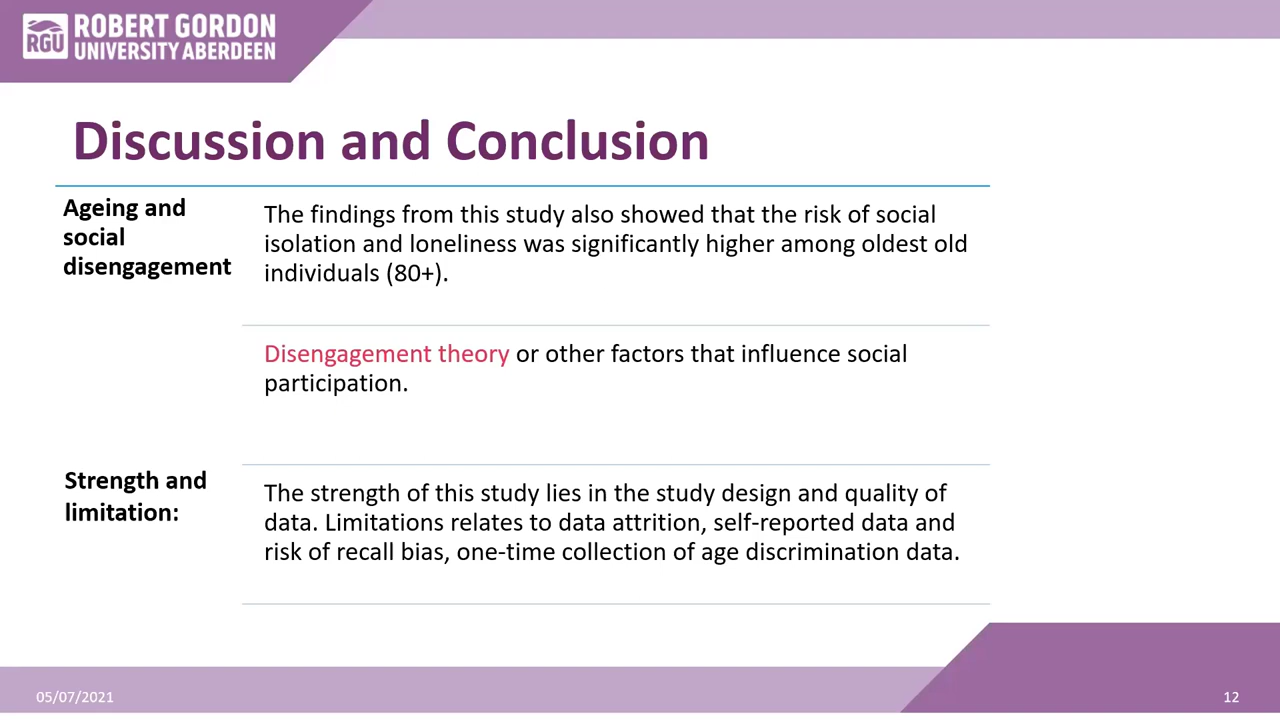 RGU
ROBERT GORDON
UNIVERSITY ABERDEEN
Discussion and Conclusion
Ageing and
social
disengagement
The findings from this study also showed that the risk of social
isolation and loneliness was significantly higher among oldest old
individuals (80+).
Disengagement theory or other factors that influence social
participation.
Strength and
limitation:
The strength of this study lies in the study design and quality of
data. Limitations relates to data attrition, self-reported data and
risk of recall bias, one-time collection of age discrimination data.
05/07/2021
12